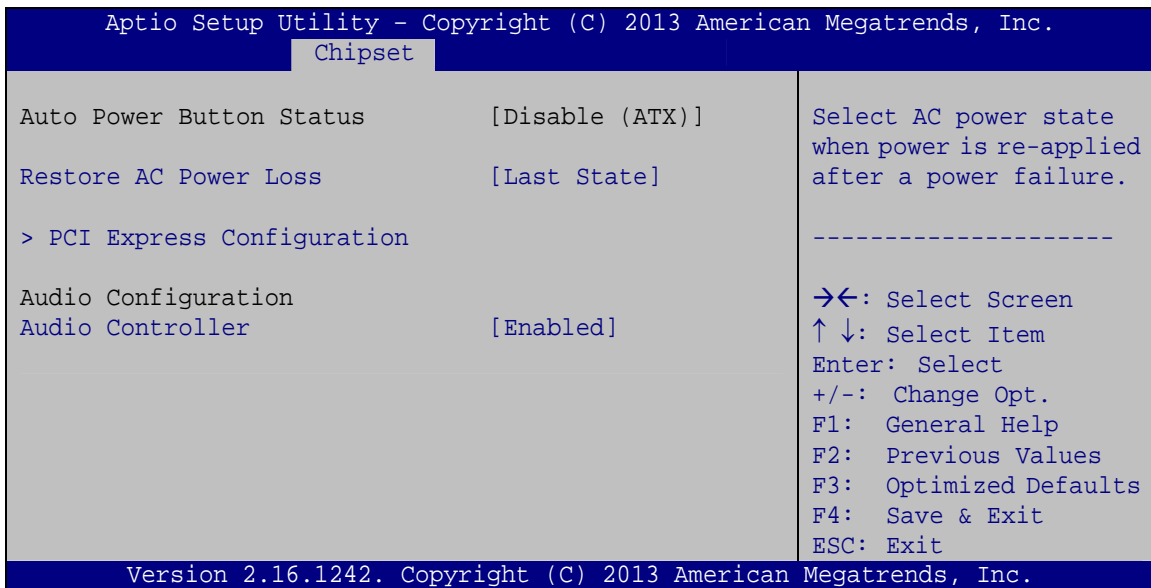 Aptio Setup Utility – Copyright (C) 2013 American Megatrends, Inc.
Chipset
Auto Power Button Status [Disable (ATX)]
Restore AC Power Loss [Last State]
> PCI Express Configuration
Audio Configuration
Audio Controller [Enabled]
Select AC power state
when power is re-applied
after a power failure.
---------------------
→←: Select Screen
↑ ↓: Select Item
Enter: Select
+/-: Change Opt.
F1: General Help
F2: Previous Values
F3: Optimized Defaults
F4: Save & Exit
ESC: Exit
Version 2.16.1242. Copyright (C) 2013 American Megatrends, Inc.